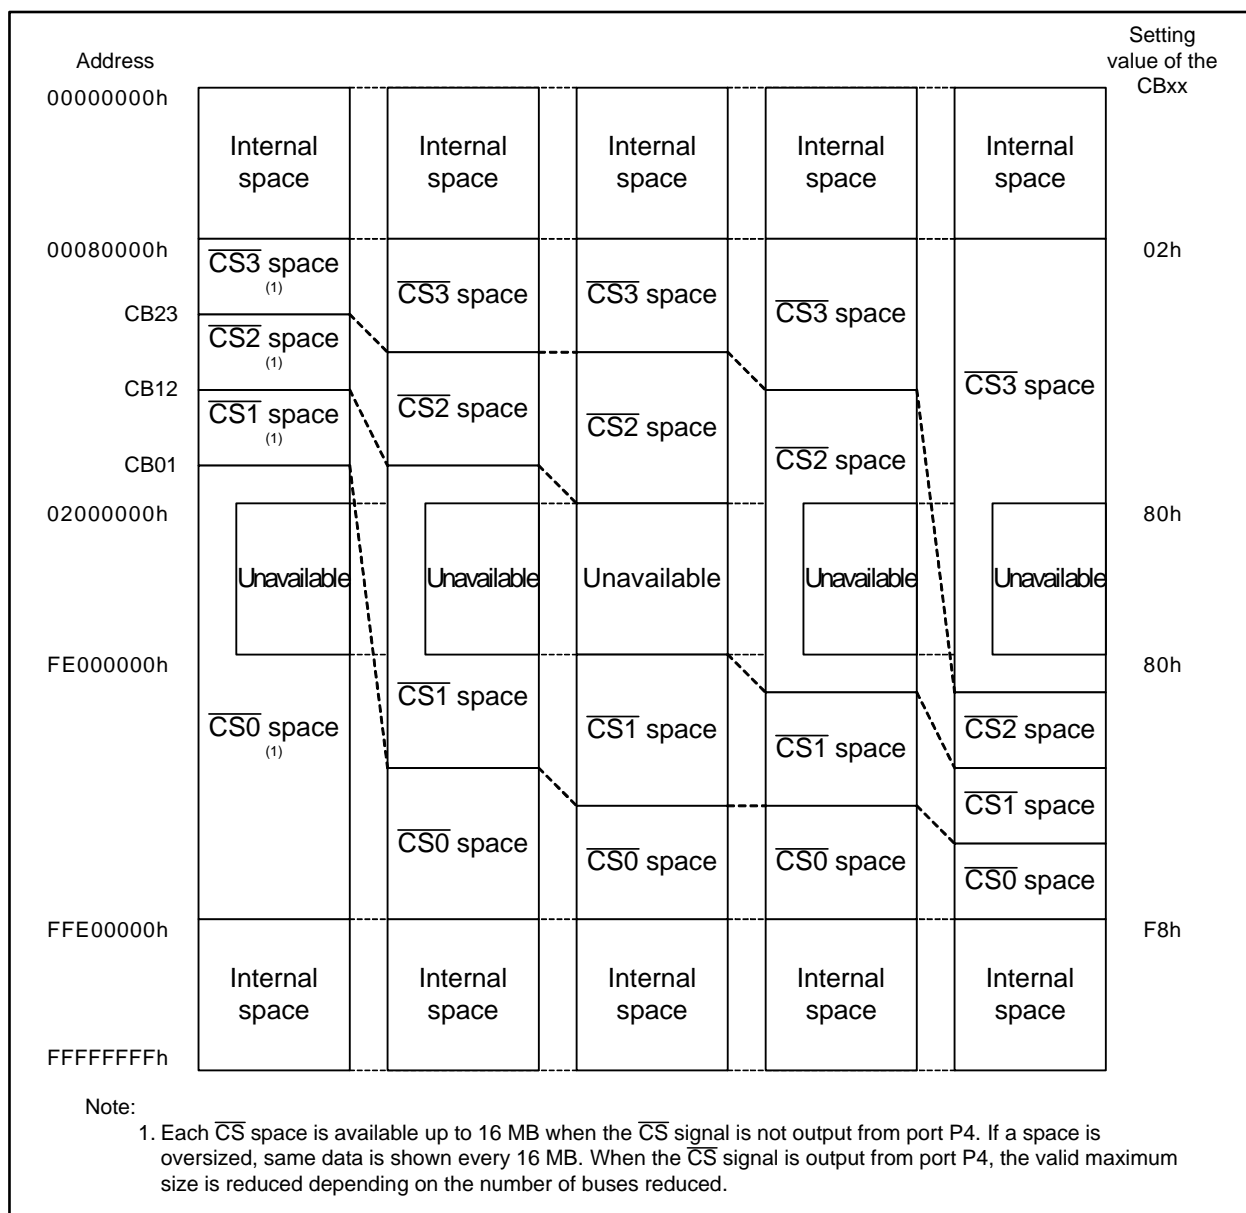 Address
Setting
value of the
CBxx
00000000h
Internal
space
Internal
space
Internal
space
Internal
space
Internal
space
00080000h
02h
CS3 space
(1)
CS3 space
CS3 space
CS3 space
CS3 space
CB23
CS2 space
(1)
CS2 space
CS2 space
CS2 space
CB12
CS1 space
(1)
CB01
02000000h
80h
Unavailable
Unavailable
Unavailable
Unavailable
Unavailable
FE000000h
80h
CS0 space
(1)
CS1 space
CS1 space
CS1 space
CS2 space
CS1 space
CS0 space
CS0 space
CS0 space
CS0 space
FFE00000h
F8h
Internal
space
Internal
space
Internal
space
Internal
space
Internal
space
FFFFFFFFh
Note:
1. Each CS space is available up to 16 MB when the CS signal is not output from port P4. If a space is
oversized, same data is shown every 16 MB. When the CS signal is output from port P4, the valid maximum
size is reduced depending on the number of buses reduced.